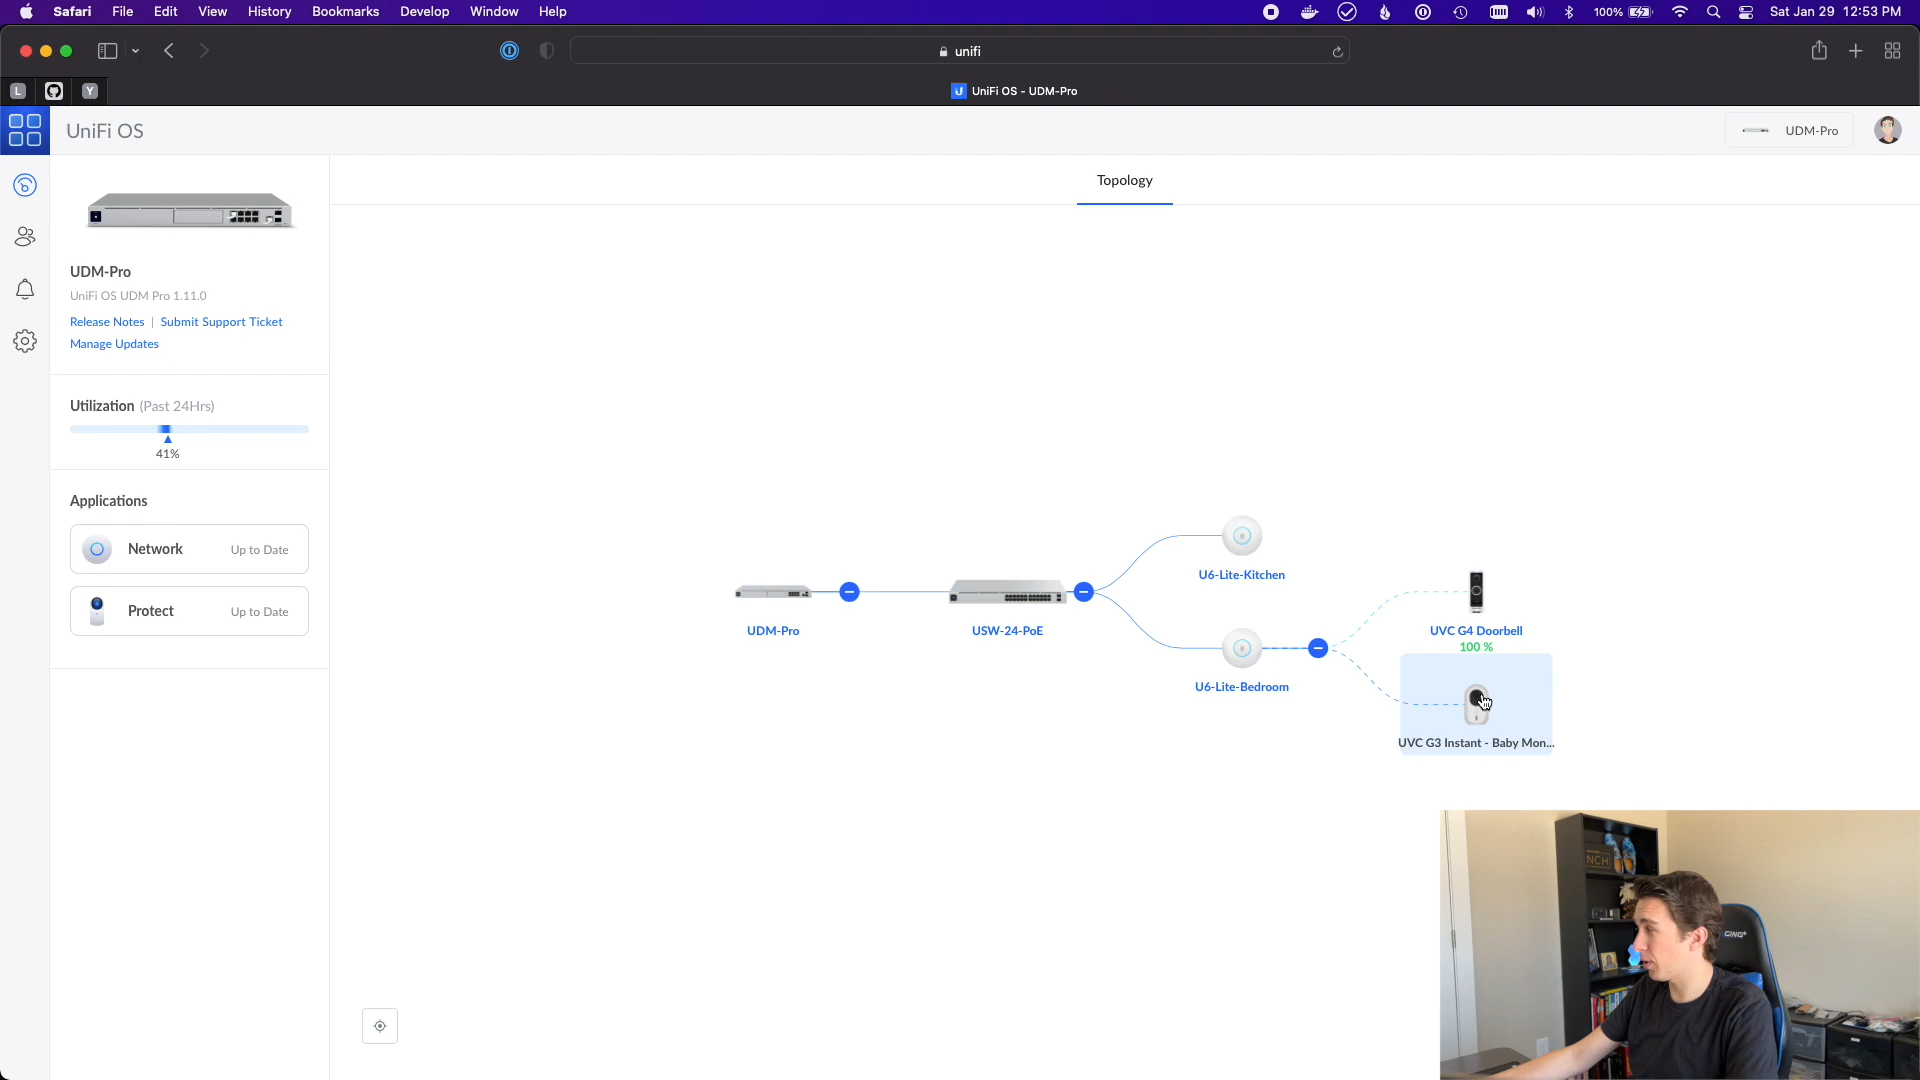 Safari File Edit View History Bookmarks Develop Window Help 100% Sat Jan 29 12:53 PM
unifi
L Y UniFi OS - UDM-Pro
UniFi OS UDM-Pro
Topology
UDM-Pro
UniFi OS UDM Pro 1.11.0
Release Notes | Submit Support Ticket
Manage Updates
Utilization (Past 24Hrs)
41%
Applications
Network Up to Date
Protect Up to Date
UDM-Pro
USW-24-PoE
U6-Lite-Kitchen
U6-Lite-Bedroom
UVC G4 Doorbell
100 %
UVC G3 Instant - Baby Mon...
NCH
CING